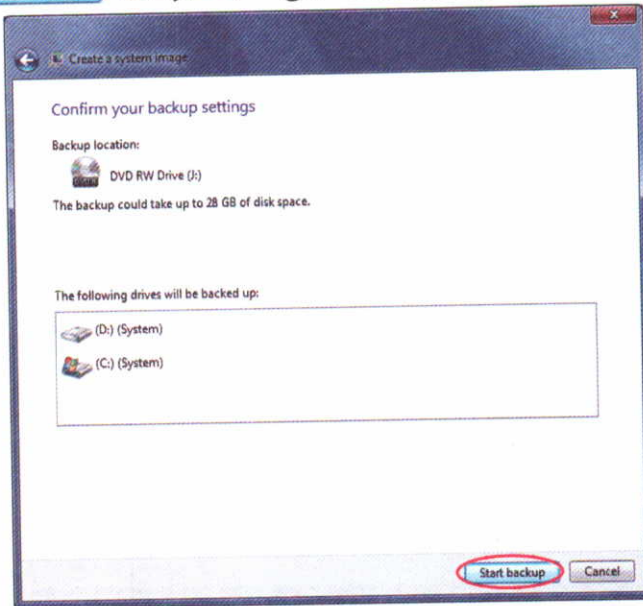 Create a system image
Confirm your backup settings
Backup location:
DVD RW Drive (J:)
The backup could take up to 28 GB of disk space.
The following drives will be backed up:
(D:) (System)
(C:) (System)
Start backup
Cancel